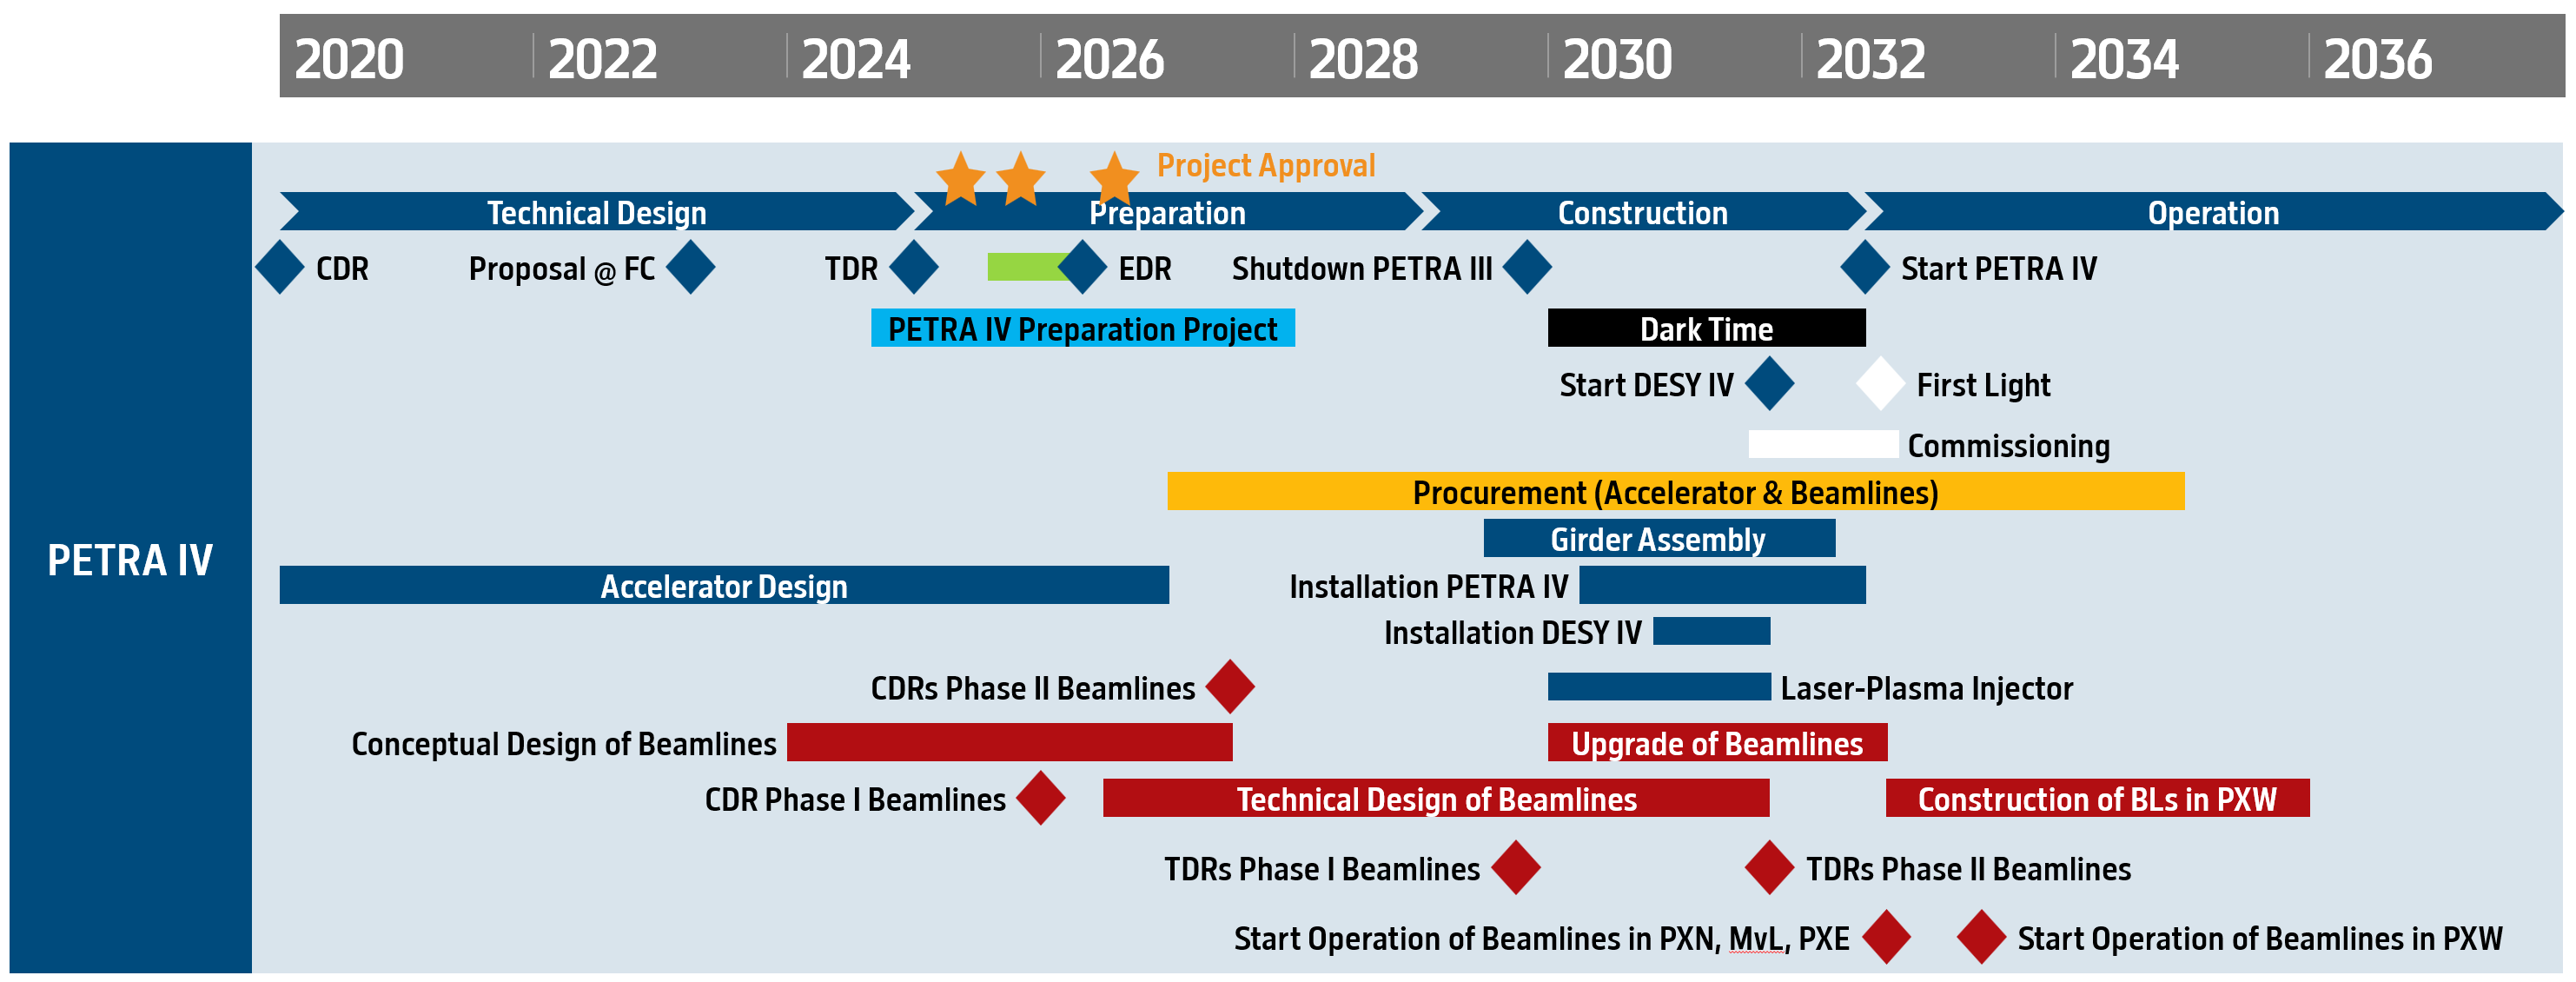 2020 2022 2024 2026 2028 2030 2032 2034 2036
Project Approval
Technical Design Preparation Construction Operation
CDR Proposal @ FC TDR EDR Shutdown PETRA III Start PETRA IV
PETRA IV Preparation Project Dark Time
Start DESY IV First Light
Commissioning
Procurement (Accelerator & Beamlines)
Girder Assembly
PETRA IV
Accelerator Design Installation PETRA IV
Installation DESY IV
CDRs Phase II Beamlines Laser-Plasma Injector
Conceptual Design of Beamlines Upgrade of Beamlines
CDR Phase I Beamlines Technical Design of Beamlines Construction of BLs in PXW
TDRs Phase I Beamlines TDRs Phase II Beamlines
Start Operation of Beamlines in PXN, MvL, PXE Start Operation of Beamlines in PXW